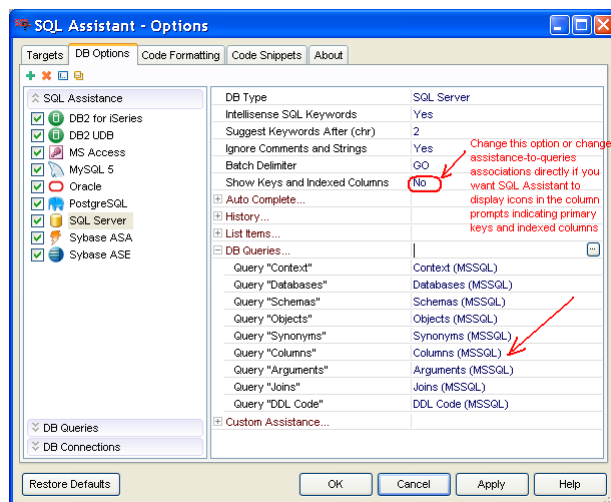 SQL Assistant - Options
Targets DB Options Code Formatting Code Snippets About
SQL Assistance
DB2 for iSeries
DB2 UDB
MS Access
MySQL 5
Oracle
PostgreSQL
SQL Server
Sybase ASA
Sybase ASE
DB Queries
DB Connections
DB Type SQL Server
Intellisense SQL Keywords Yes
Suggest Keywords After (chr) 2
Ignore Comments and Strings Yes
Batch Delimiter GO
Show Keys and Indexed Columns No
Auto Complete...
History...
List Items...
DB Queries... ...
Query "Context" Context (MSSQL)
Query "Databases" Databases (MSSQL)
Query "Schemas" Schemas (MSSQL)
Query "Objects" Objects (MSSQL)
Query "Synonyms" Synonyms (MSSQL)
Query "Columns" Columns (MSSQL)
Query "Arguments" Arguments (MSSQL)
Query "Joins" Joins (MSSQL)
Query "DDL Code" DDL Code (MSSQL)
Custom Assistance...
Change this option or change
assistance-to-queries
associations directly if you
want SQL Assistant to
display icons in the column
prompts indicating primary
keys and indexed columns
Restore Defaults OK Cancel Apply Help